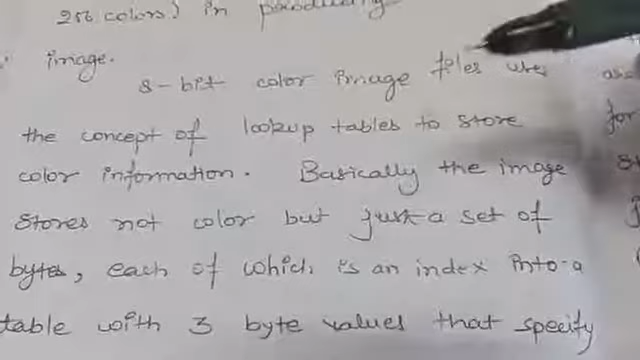 256 colors) in producing
image.
8-bit color image files use
the concept of lookup tables to store
color information. Basically the image
stores not color but just a set of
bytes, each of which is an index into a
table with 3 byte values that specify